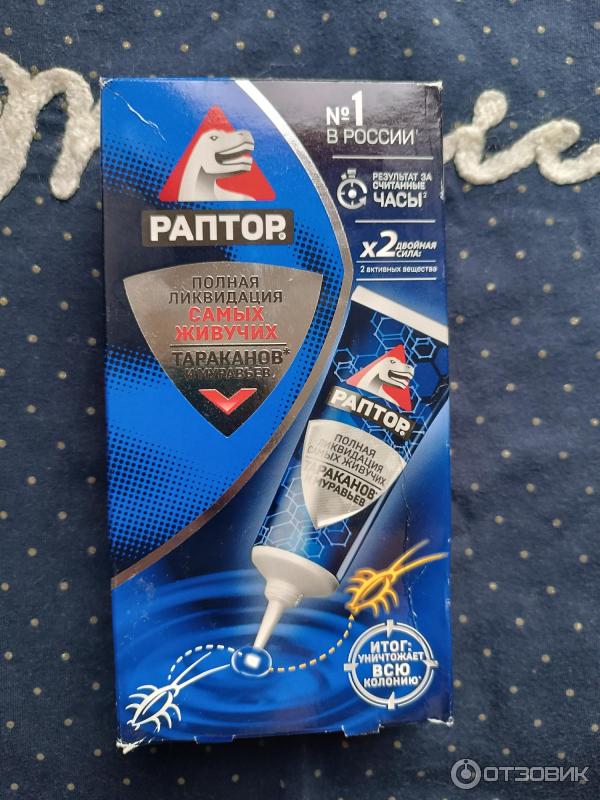 №1
В РОССИИ
РЕЗУЛЬТАТ ЗА
СЧИТАННЫЕ
ЧАСЫ²
x2 ДВОЙНАЯ
СИЛА:
2 активных вещества
РАПТОР®
ПОЛНАЯ
ЛИКВИДАЦИЯ
САМЫХ
ЖИВУЧИХ
ТАРАКАНОВ*
И МУРАВЬЕВ
РАПТОР
ПОЛНАЯ
ЛИКВИДАЦИЯ
САМЫХ ЖИВУЧИХ
ТАРАКАНОВ*
И МУРАВЬЕВ
ИТОГ:
УНИЧТОЖАЕТ
ВСЮ
КОЛОНИЮ
ОТЗОВИК